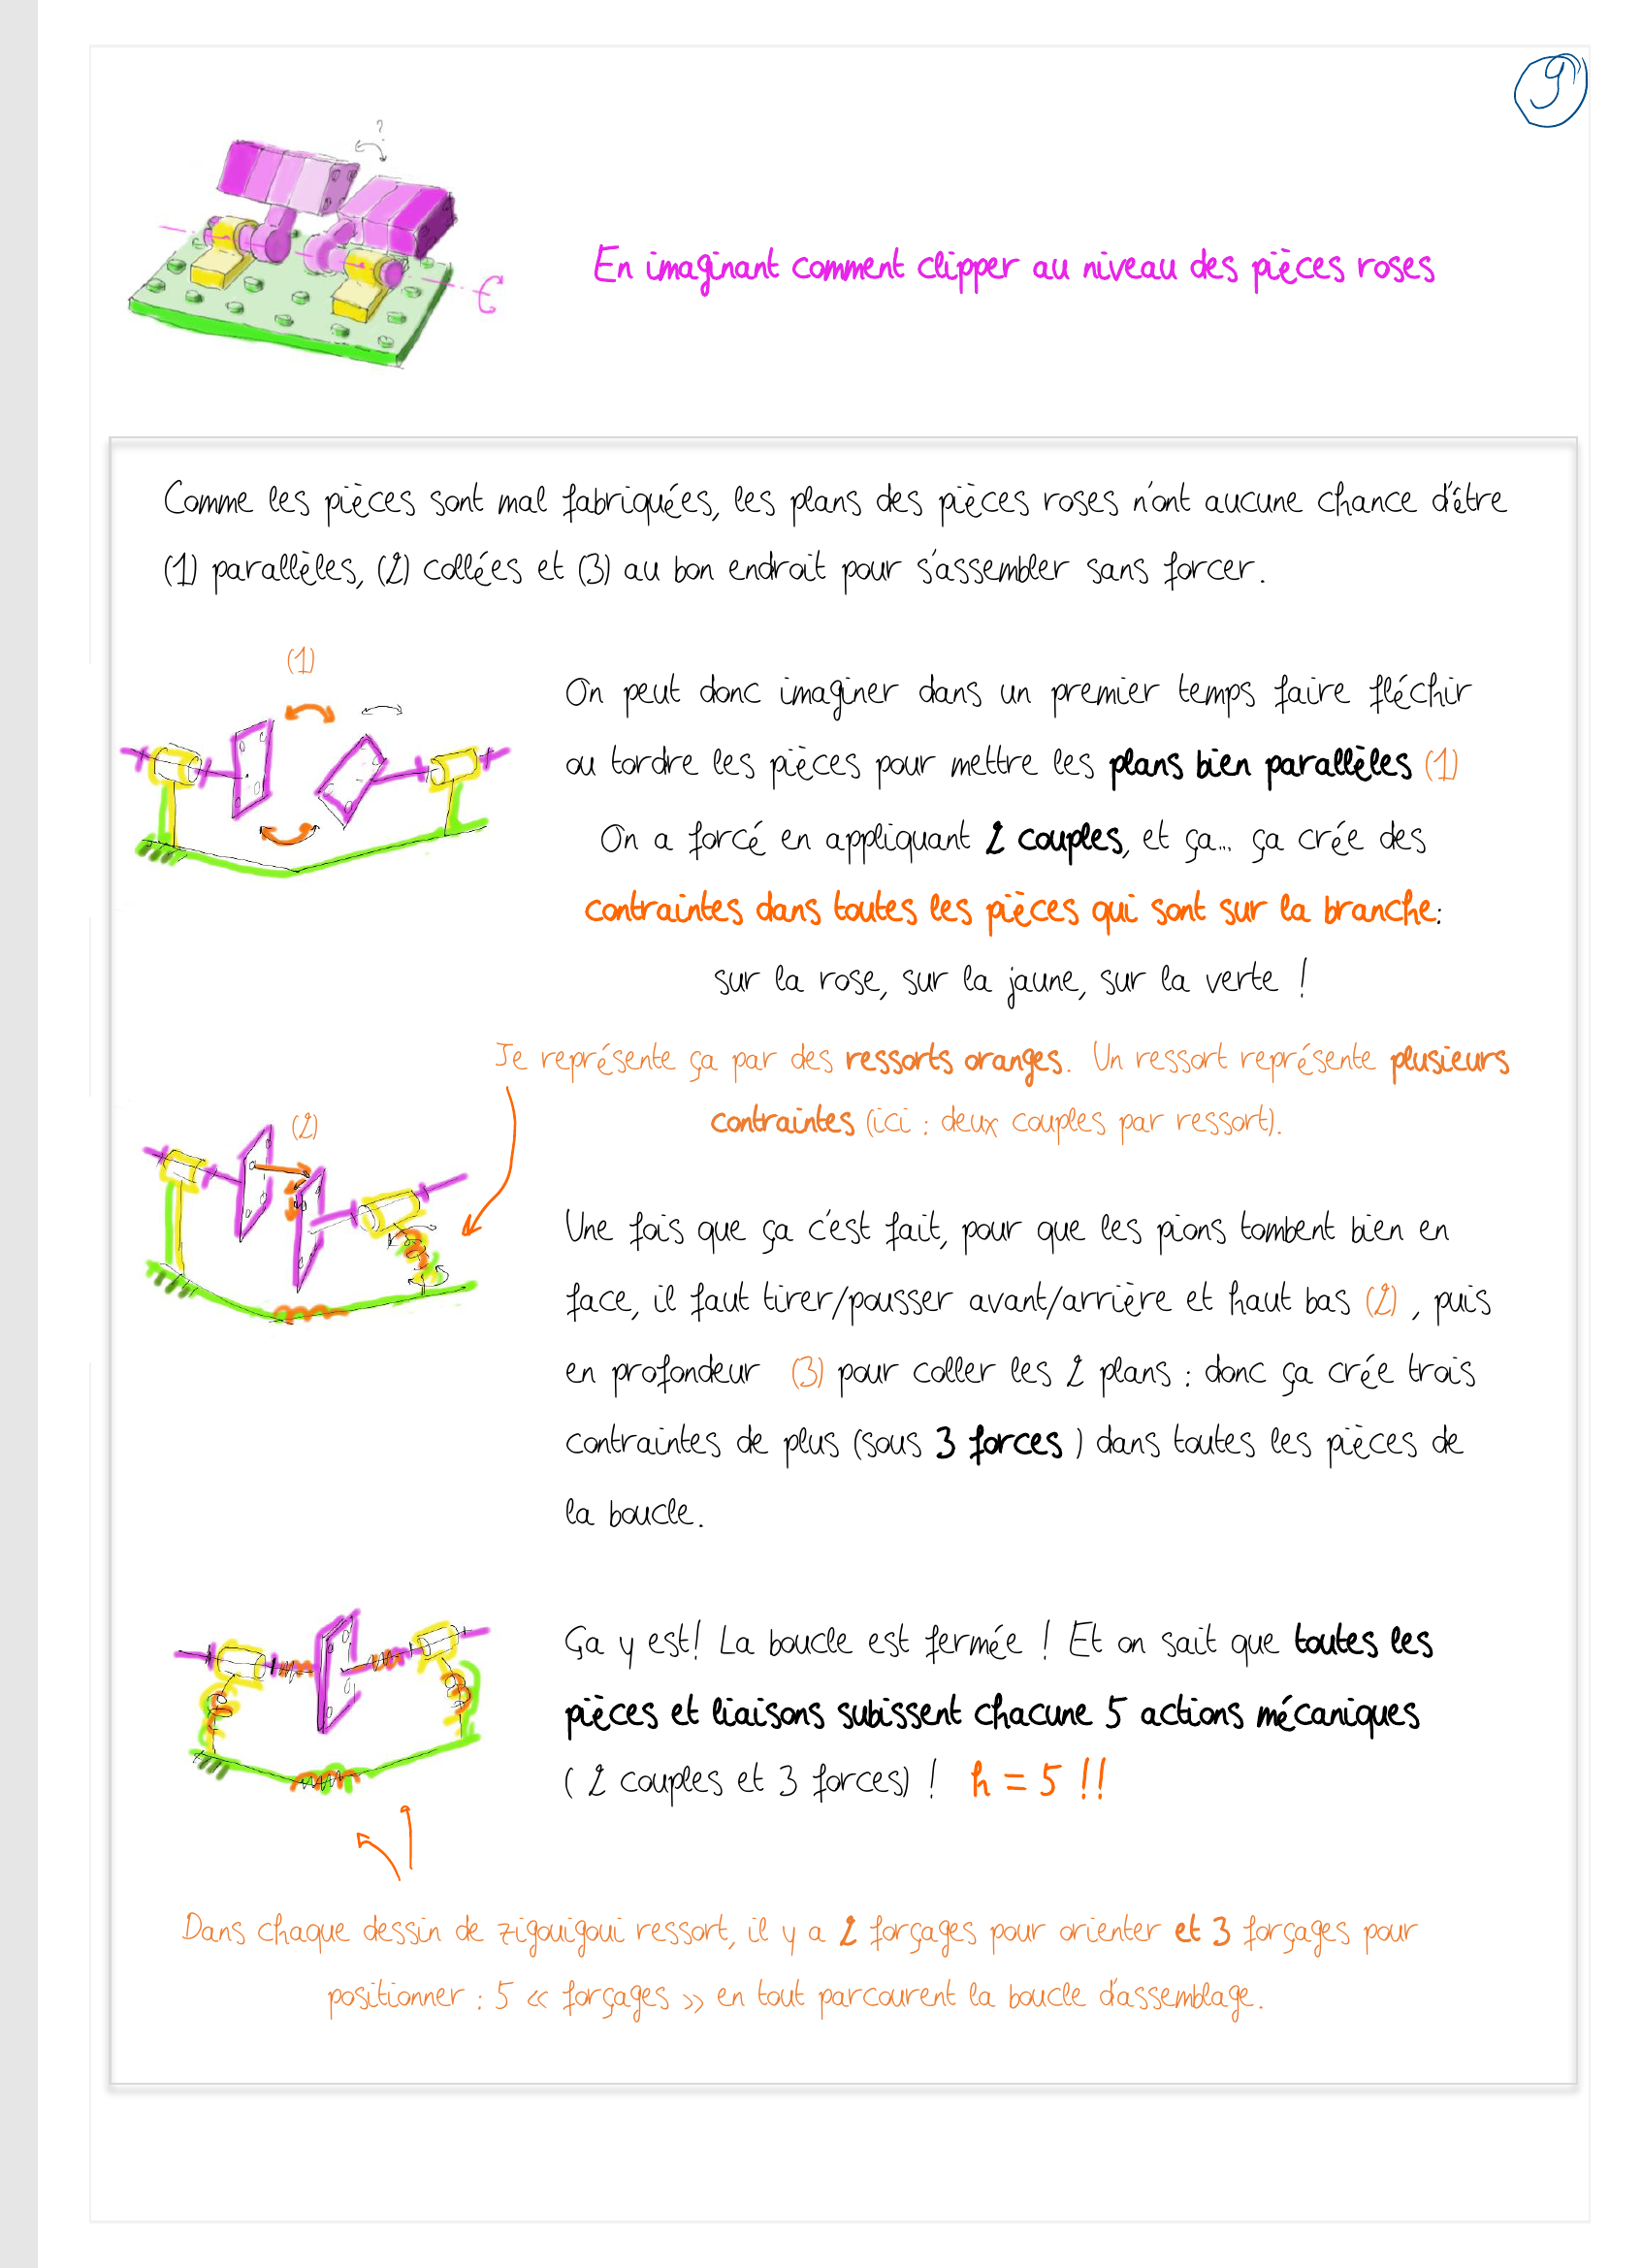 9
?
En imaginant comment clipper au niveau des pièces roses
Comme les pièces sont mal fabriquées, les plans des pièces roses n'ont aucune chance d'être
(1) parallèles, (2) collées et (3) au bon endroit pour s'assembler sans forcer.
(1)
On peut donc imaginer dans un premier temps faire fléchir
ou tordre les pièces pour mettre les plans bien parallèles (1)
On a forcé en appliquant 2 couples, et ça... ça crée des
contraintes dans toutes les pièces qui sont sur la branche:
sur la rose, sur la jaune, sur la verte !
Je représente ça par des ressorts oranges. Un ressort représente plusieurs
contraintes (ici : deux couples par ressort).
(2)
Une fois que ça c'est fait, pour que les pions tombent bien en
face, il faut tirer/pousser avant/arrière et haut bas (2) , puis
en profondeur (3) pour coller les 2 plans : donc ça crée trois
contraintes de plus (sous 3 forces ) dans toutes les pièces de
la boucle.
Ça y est! La boucle est fermée ! Et on sait que toutes les
pièces et liaisons subissent chacune 5 actions mécaniques
( 2 couples et 3 forces) ! h = 5 !!
Dans chaque dessin de zigouigoui ressort, il y a 2 forçages pour orienter et 3 forçages pour
positionner : 5 « forçages » en tout parcourent la boucle d'assemblage.